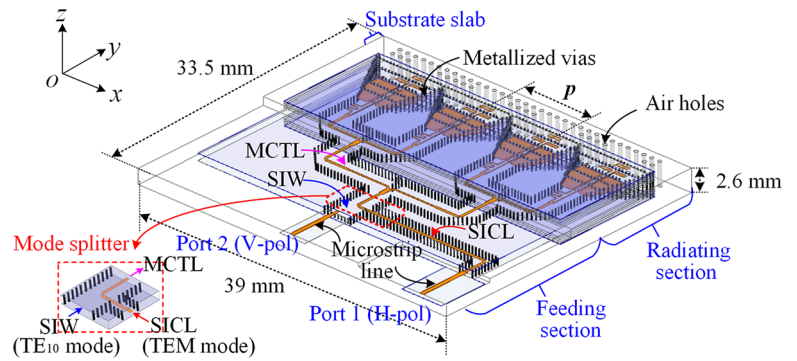 z
y
x
O
Substrate slab
33.5 mm
Metallized vias
p
Air holes
MCTL
SIW
2.6 mm
Mode splitter
Port 2 (V-pol)
SICL
Microstrip
line
39 mm
Port 1 (H-pol)
Radiating
section
Feeding
section
MCTL
SIW
(TE10 mode)
SICL
(TEM mode)